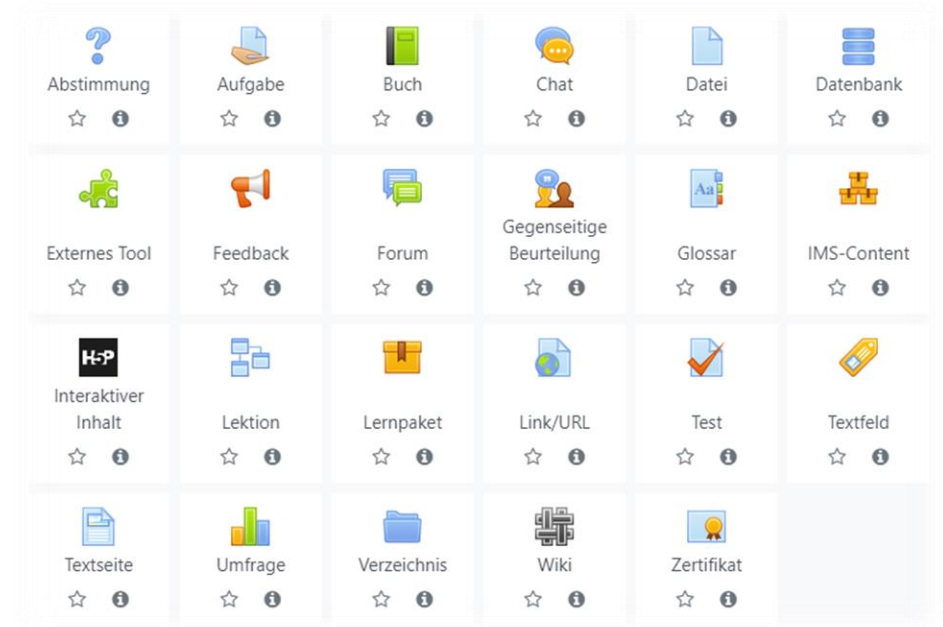 Abstimmung
Aufgabe
Buch
Chat
Datei
Datenbank
Externes Tool
Feedback
Forum
Gegenseitige
Beurteilung
Aa
Glossar
IMS-Content
H5P
Interaktiver
Inhalt
Lektion
Lernpaket
Link/URL
Test
Textfeld
Textseite
Umfrage
Verzeichnis
Wiki
Zertifikat